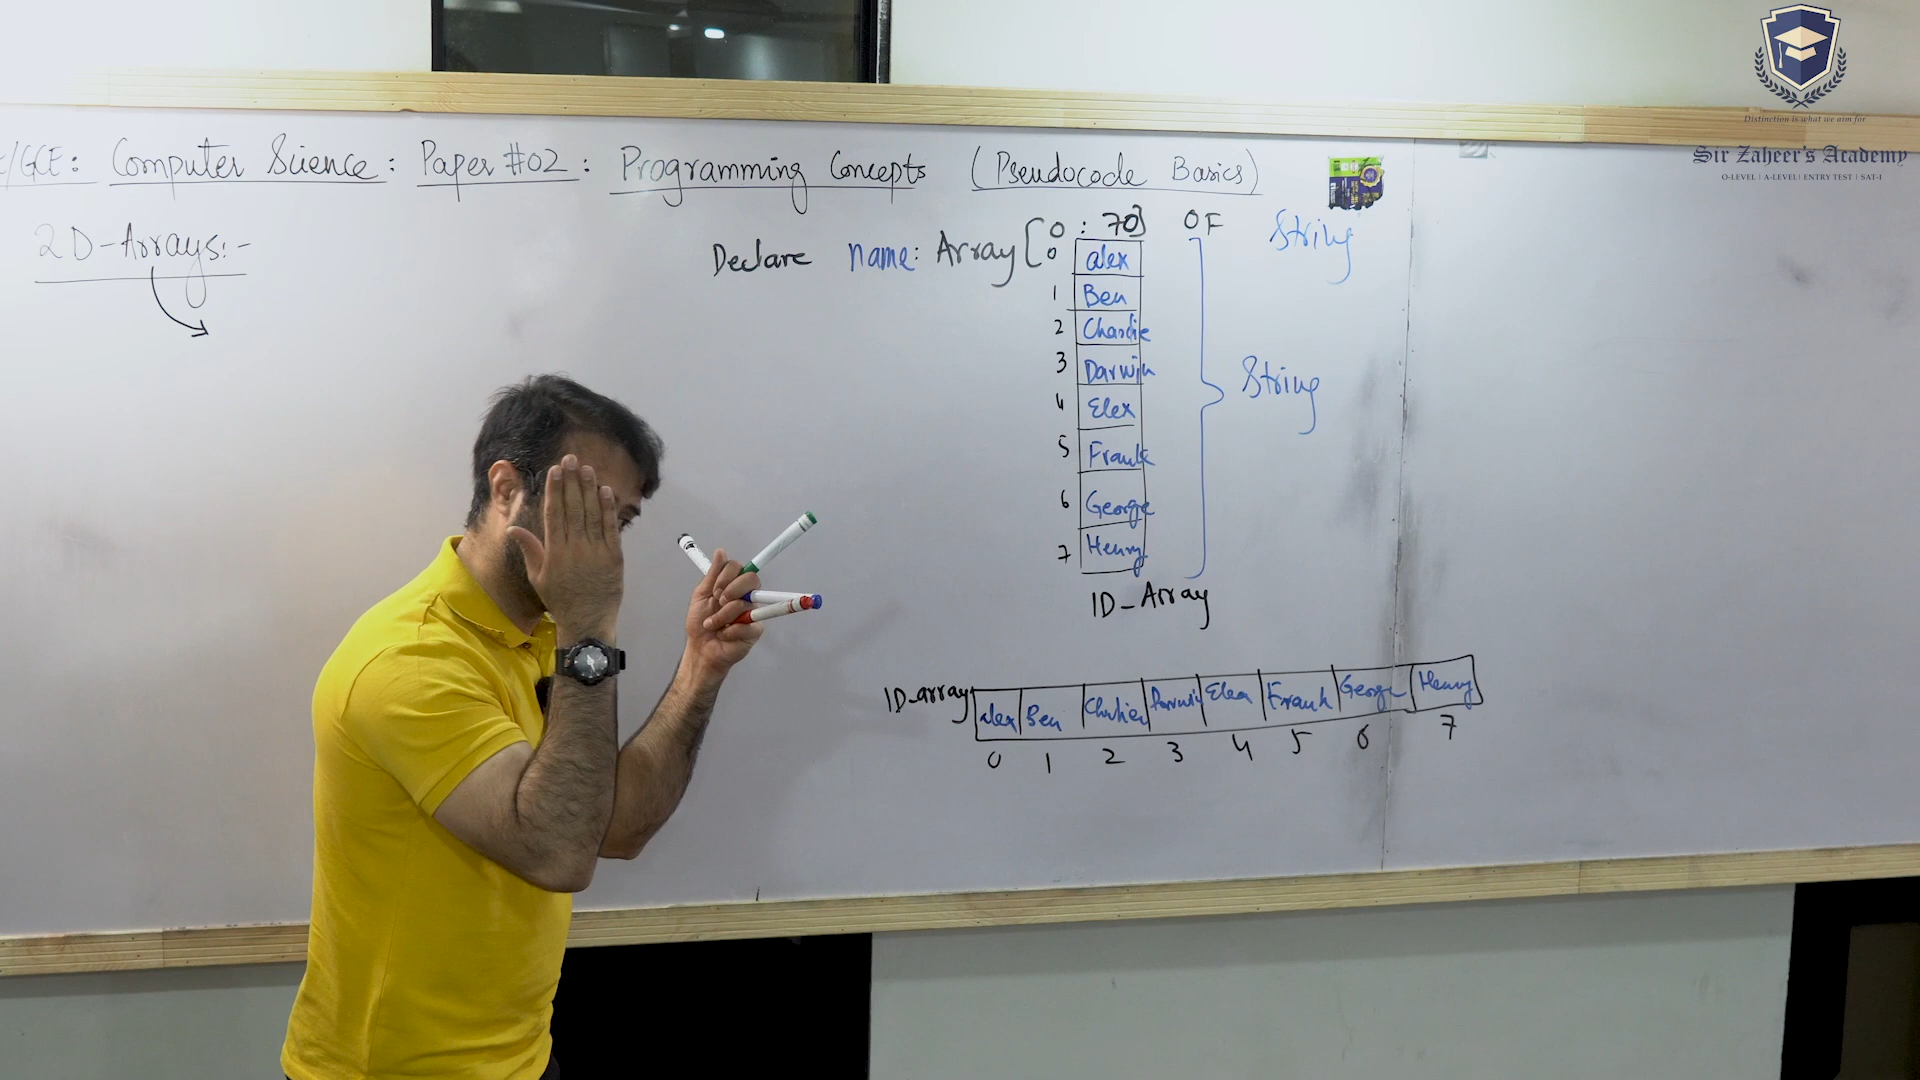 /GCE: Computer Science: Paper #02: Programming Concepts (Pseudocode Basics)
2D-Arrays:-
Declare name: Array [0 : 70] OF String
0 Alex
1 Ben
2 Charlie
3 Darwin
4 Elex
5 Frank
6 George
7 Henry
String
1D-Array
1D-array Alex Ben Charlie Darwin Elex Frank George Henry
0 1 2 3 4 5 6 7
Distinction is what we aim for
Sir Zaheer's Academy
O-LEVEL | A-LEVEL | ENTRY TEST | SAT-I